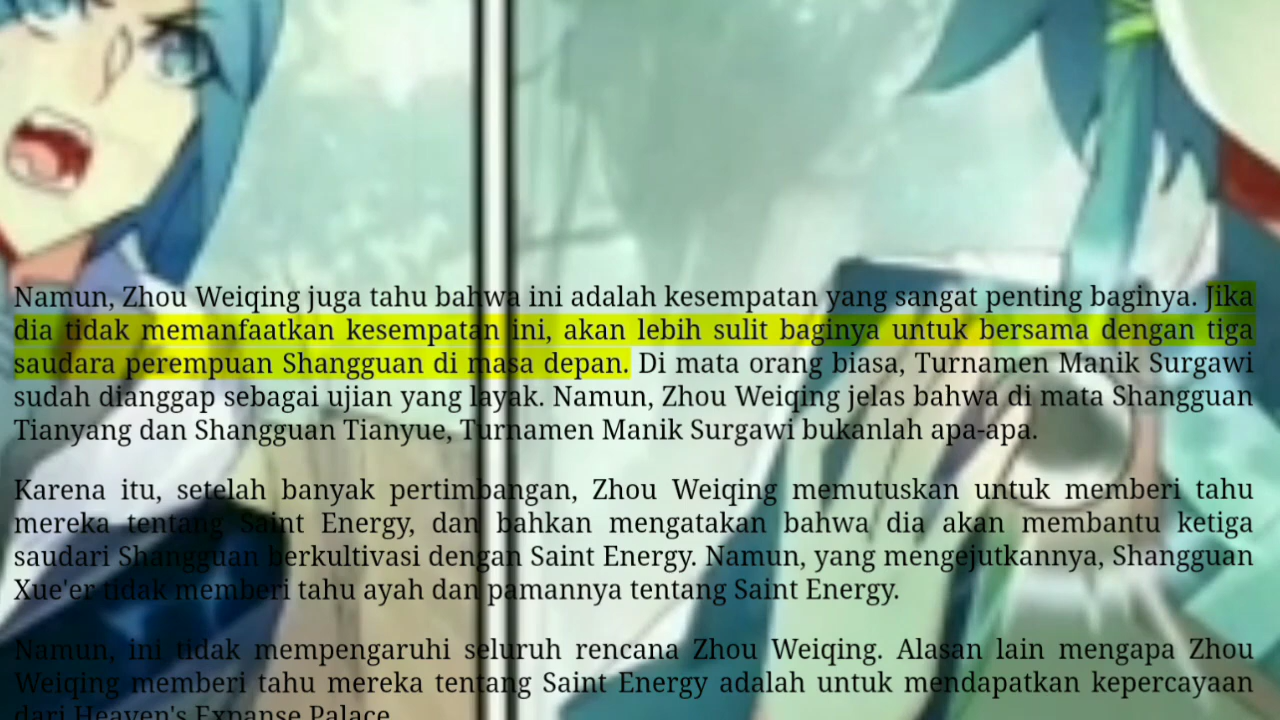 Namun, Zhou Weiqing juga tahu bahwa ini adalah kesempatan yang sangat penting baginya. Jika
dia tidak memanfaatkan kesempatan ini, akan lebih sulit baginya untuk bersama dengan tiga
saudara perempuan Shangguan di masa depan. Di mata orang biasa, Turnamen Manik Surgawi
sudah dianggap sebagai ujian yang layak. Namun, Zhou Weiqing jelas bahwa di mata Shangguan
Tianyang dan Shangguan Tianyue, Turnamen Manik Surgawi bukanlah apa-apa.
Karena itu, setelah banyak pertimbangan, Zhou Weiqing memutuskan untuk memberi tahu
mereka tentang Saint Energy, dan bahkan mengatakan bahwa dia akan membantu ketiga
saudari Shangguan berkultivasi dengan Saint Energy. Namun, yang mengejutkannya, Shangguan
Xue'er tidak memberi tahu ayah dan pamannya tentang Saint Energy.
Namun, ini tidak mempengaruhi seluruh rencana Zhou Weiqing. Alasan lain mengapa Zhou
Weiqing memberi tahu mereka tentang Saint Energy adalah untuk mendapatkan kepercayaan
dari Heaven's Expanse Palace.